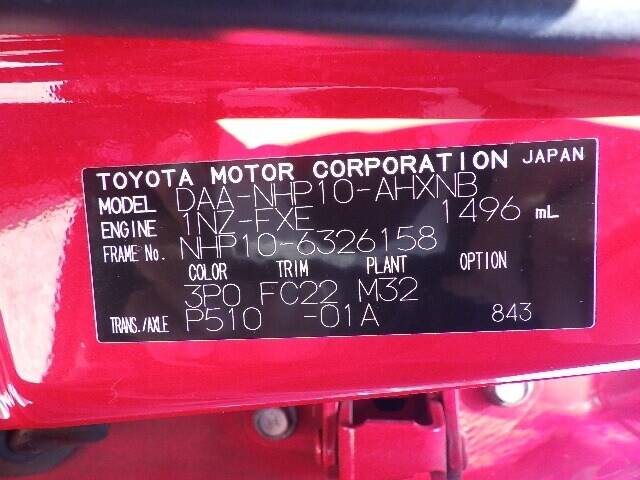 TOYOTA MOTOR CORPORATION JAPAN
MODEL DAA-NHP10-AHXNB
ENGINE 1NZ-FXE 1496 mL
FRAME No. NHP10-6326158
COLOR TRIM PLANT OPTION
3P0 FC22 M32
TRANS./AXLE P510 -01A 843